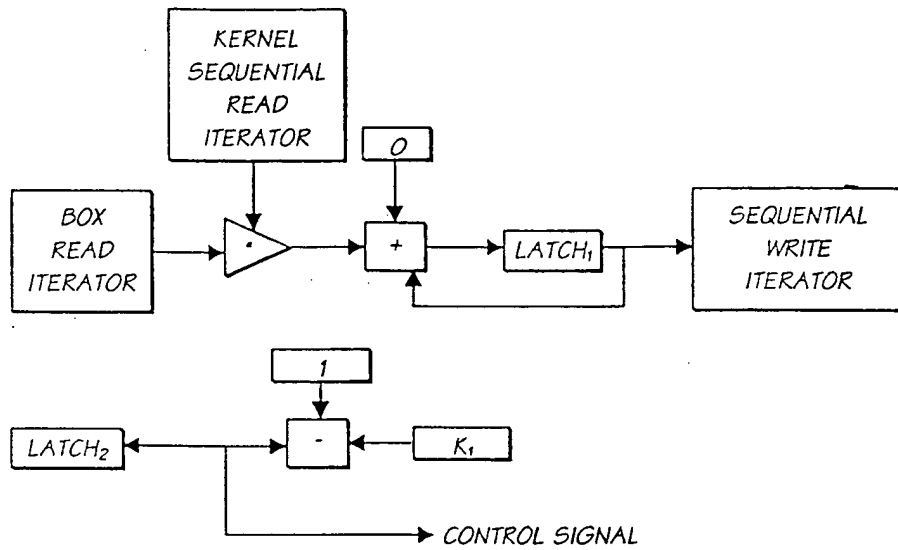 KERNEL
SEQUENTIAL
READ
ITERATOR
0
BOX
READ
ITERATOR
+
LATCH₁
SEQUENTIAL
WRITE
ITERATOR
1
LATCH₂
-
K₁
CONTROL SIGNAL